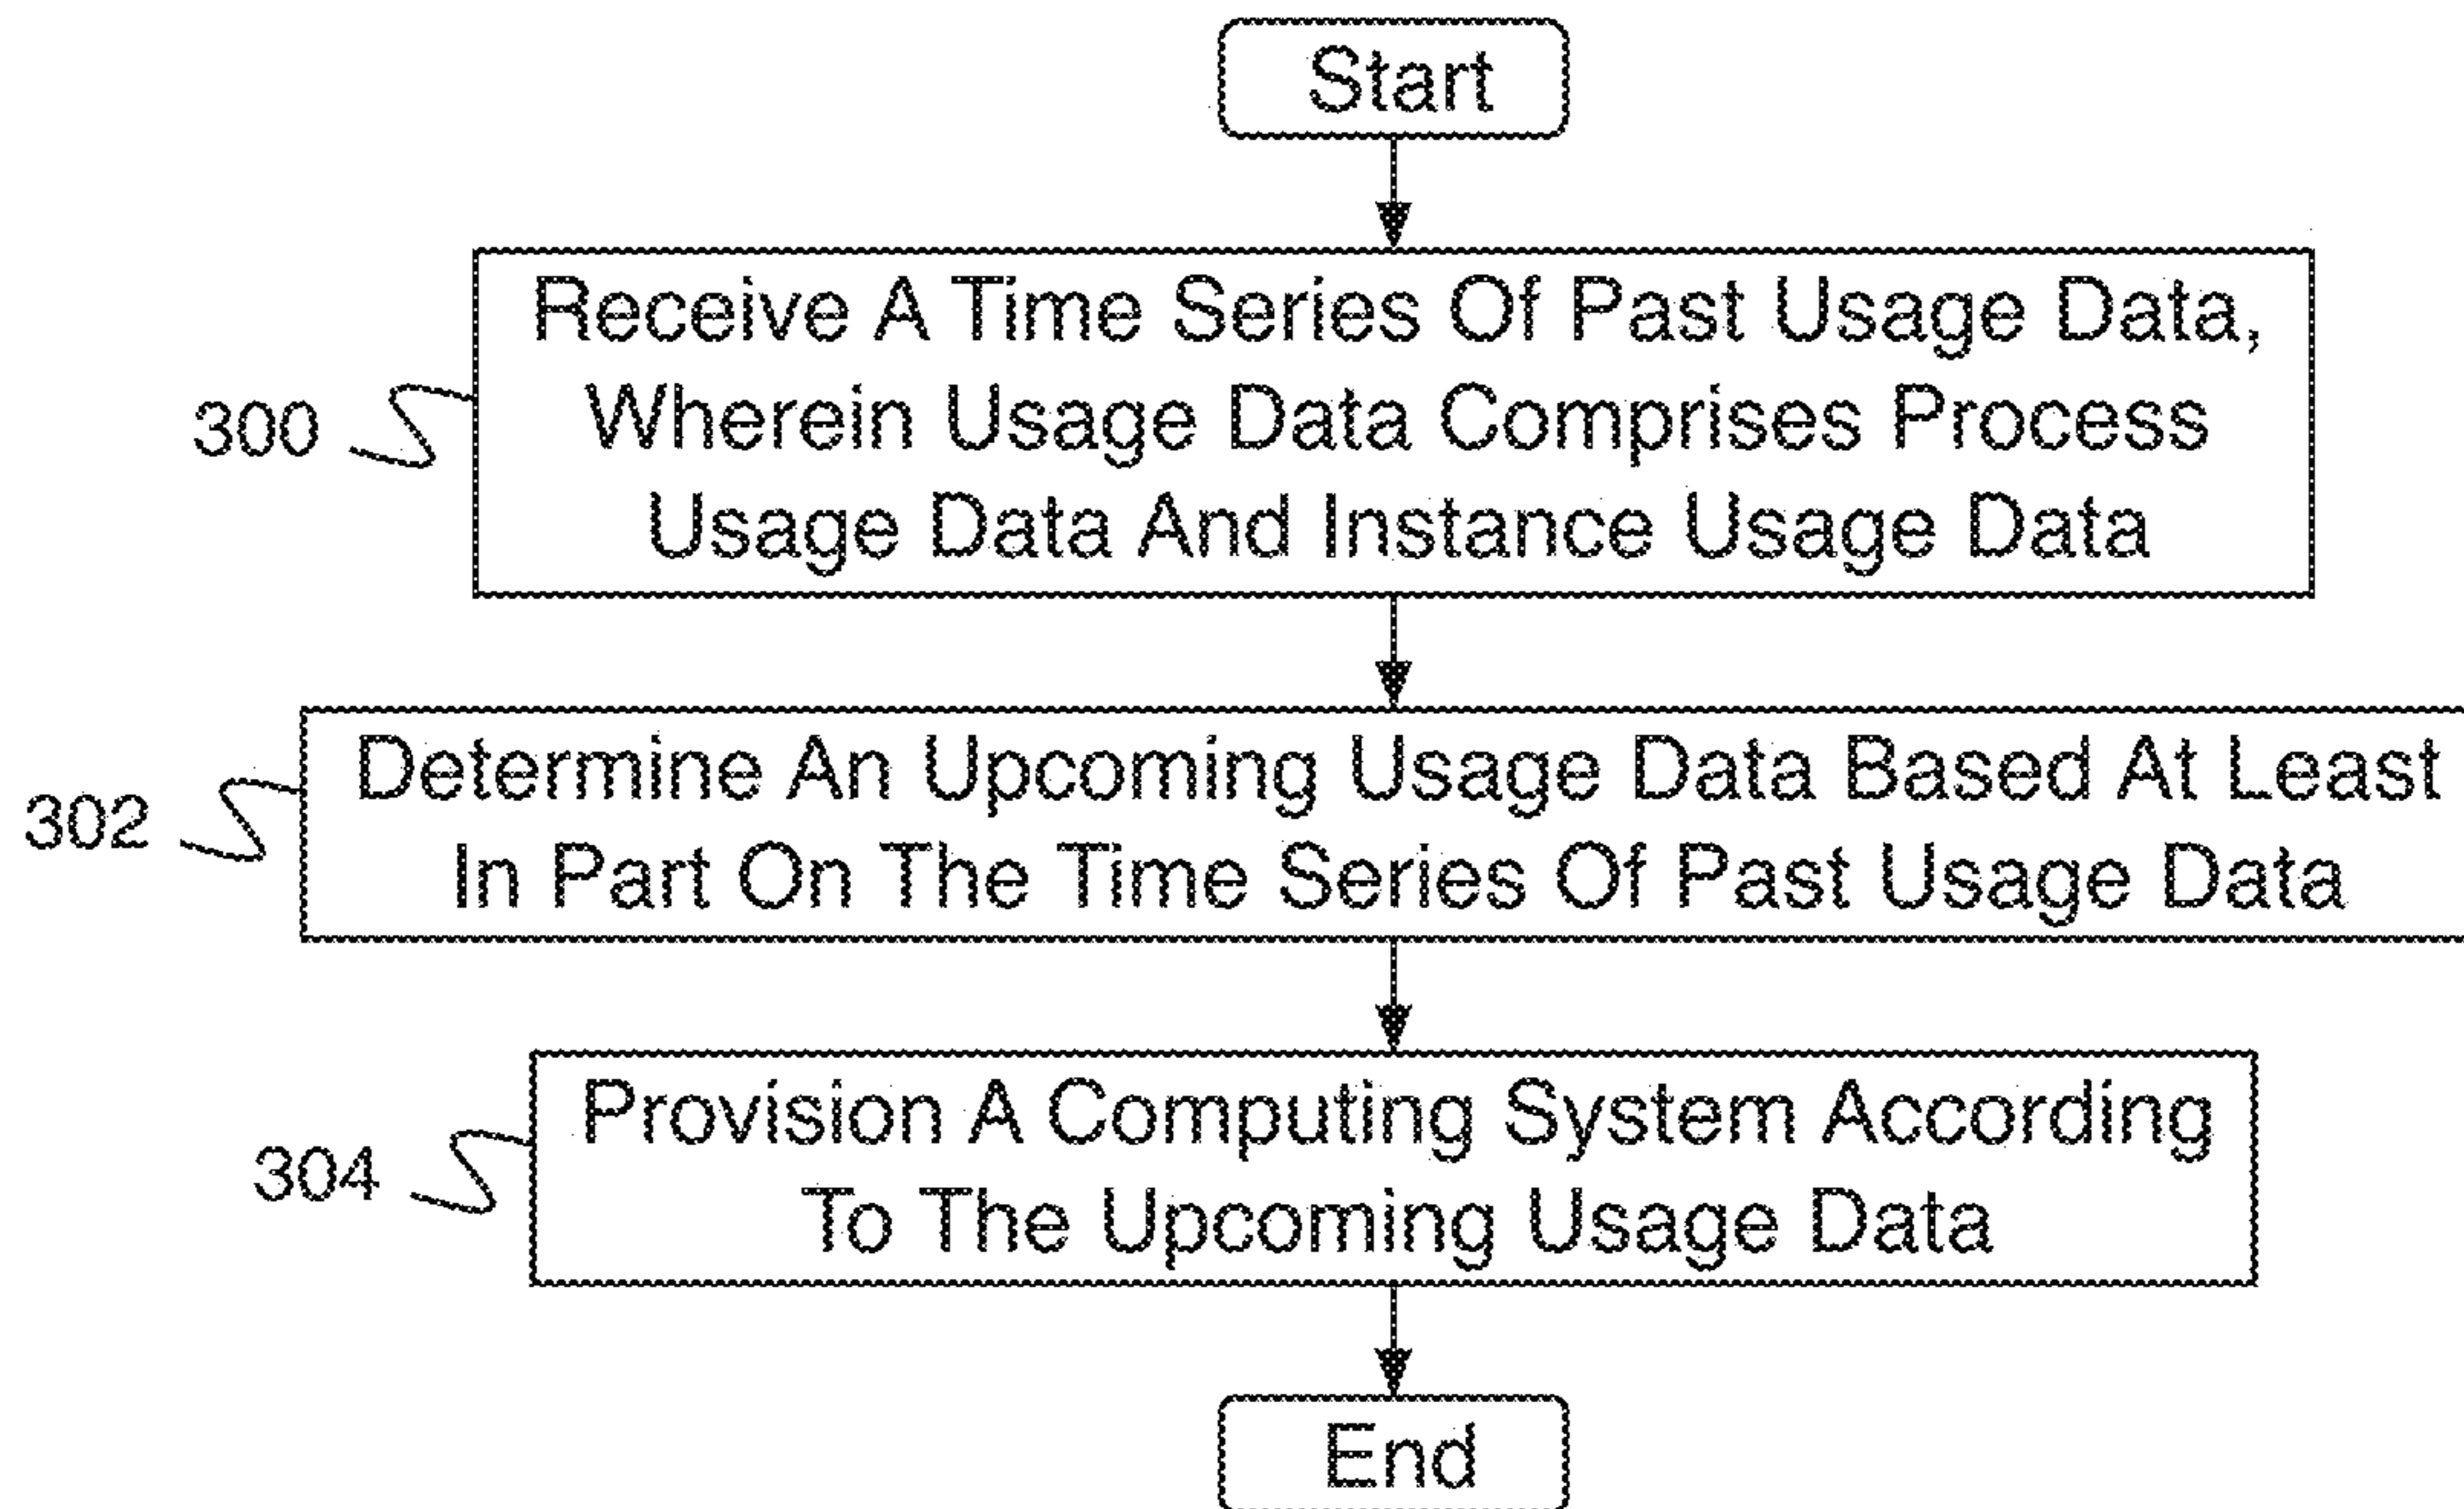 Start
Receive A Time Series Of Past Usage Data,
Wherein Usage Data Comprises Process
Usage Data And Instance Usage Data
300
Determine An Upcoming Usage Data Based At Least
In Part On The Time Series Of Past Usage Data
302
Provision A Computing System According
To The Upcoming Usage Data
304
End